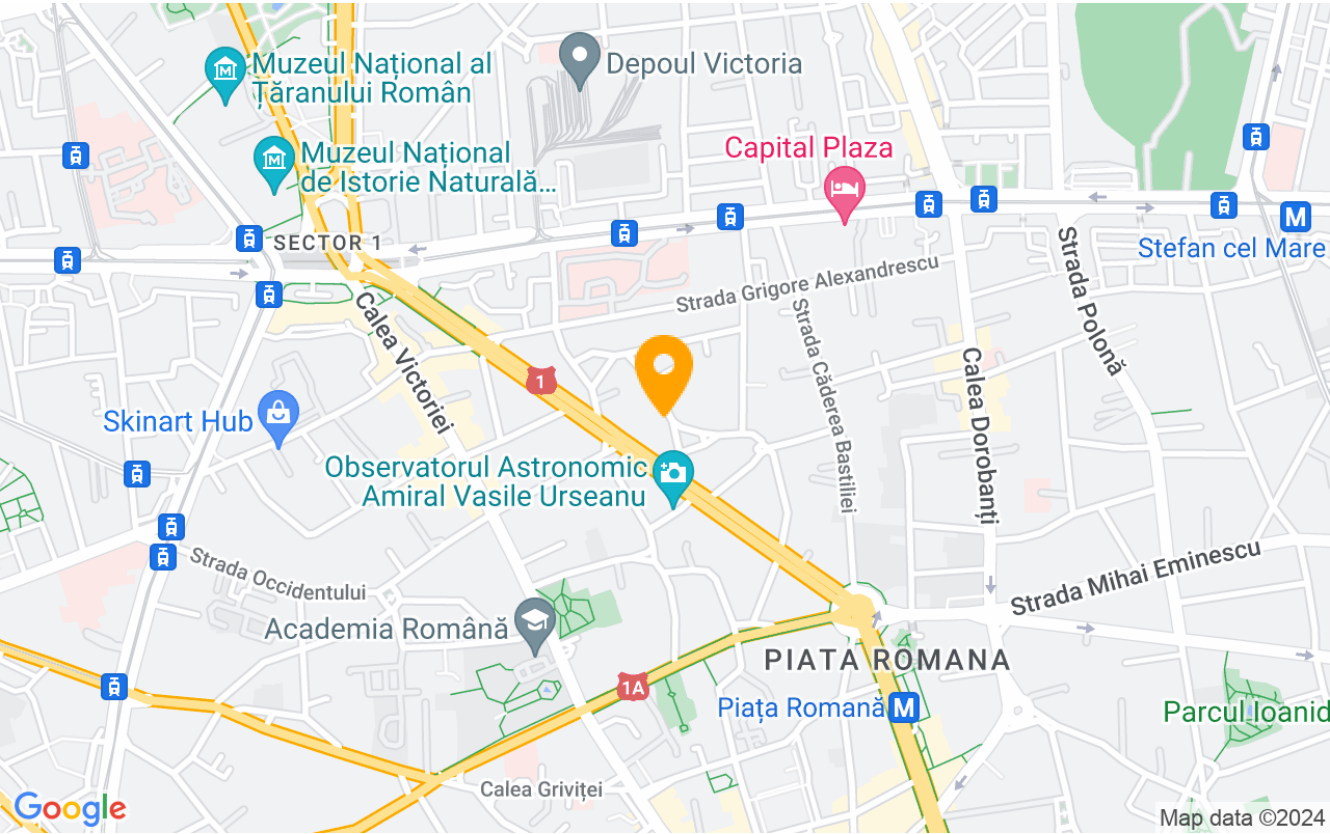 Muzeul Național al
Țăranului Român
Depoul Victoria
Muzeul Național
de Istorie Naturală...
Capital Plaza
M
SECTOR 1
Stefan cel Mare
Strada Grigore Alexandrescu
Strada Polonă
Calea Victoriei
Strada Căderea Bastiliei
Calea Dorobanți
1
Skinart Hub
Observatorul Astronomic
Amiral Vasile Urseanu
Strada Occidentului
Strada Mihai Eminescu
Academia Română
PIATA ROMANA
1A
Piața Romană M
Parcul Ioanid
Calea Griviței
Google
Map data ©2024